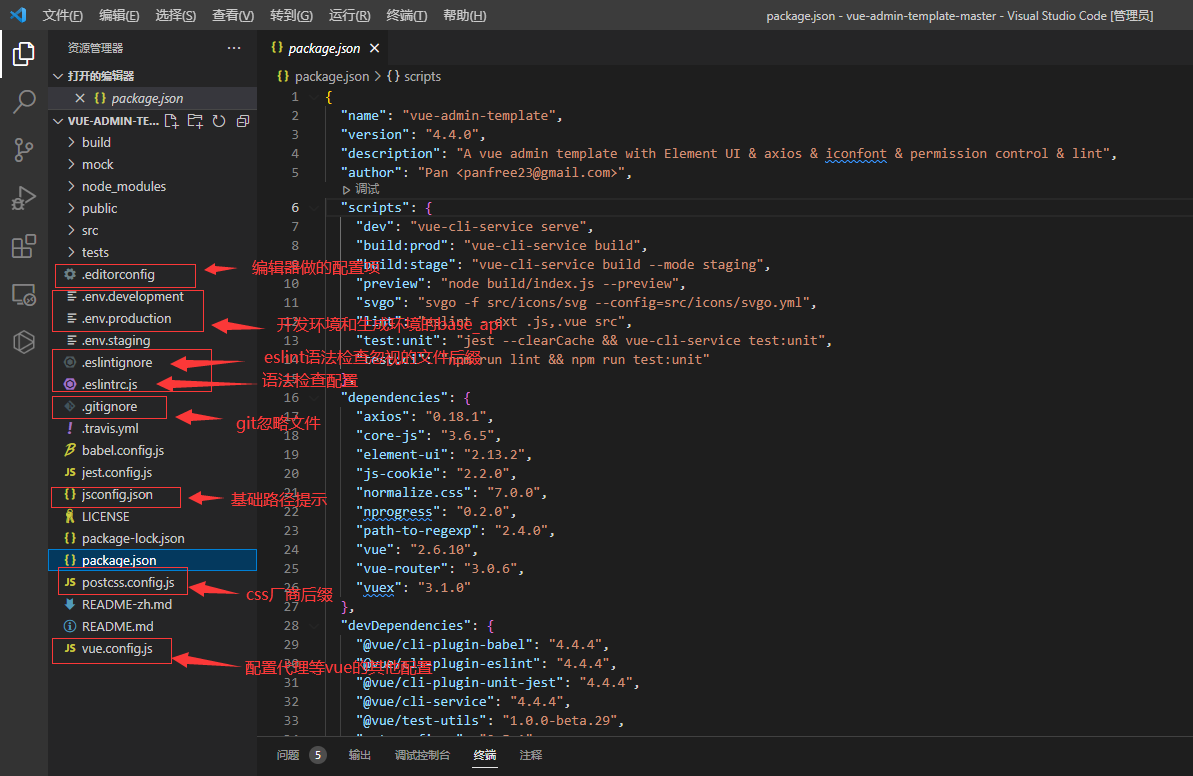 文件(F) 编辑(E) 选择(S) 查看(V) 转到(G) 运行(R) 终端(T) 帮助(H) package.json - vue-admin-template-master - Visual Studio Code [管理员]
资源管理器 ···
打开的编辑器
{} package.json
VUE-ADMIN-TE...
build
mock
node_modules
public
src
tests
.editorconfig
.env.development
.env.production
.env.staging
.eslintignore
.eslintrc.js
.gitignore
! .travis.yml
babel.config.js
JS jest.config.js
{} jsconfig.json
LICENSE
{} package-lock.json
{} package.json
JS postcss.config.js
README-zh.md
README.md
JS vue.config.js
编辑器做的配置项
开发环境和生成环境的base_api
eslint语法检查忽视的文件后缀
语法检查配置
git忽略文件
基础路径提示
css厂商后缀
配置代理等vue的其他配置
{} package.json
{} package.json > {} scripts
1 {
2 "name": "vue-admin-template",
3 "version": "4.4.0",
4 "description": "A vue admin template with Element UI & axios & iconfont & permission control & lint",
5 "author": "Pan <panfree23@gmail.com>",
调试
6 "scripts": {
7 "dev": "vue-cli-service serve",
8 "build:prod": "vue-cli-service build",
"build:stage": "vue-cli-service build --mode staging",
10 "preview": "node build/index.js --preview",
11 "svgo": "svgo -f src/icons/svg --config=src/icons/svgo.yml",
"lint": "eslint --ext .js,.vue src",
13 "test:unit": "jest --clearCache && vue-cli-service test:unit",
14 "test:ci": "npm run lint && npm run test:unit"
16 "dependencies": {
17 "axios": "0.18.1",
18 "core-js": "3.6.5",
19 "element-ui": "2.13.2",
20 "js-cookie": "2.2.0",
21 "normalize.css": "7.0.0",
22 "nprogress": "0.2.0",
23 "path-to-regexp": "2.4.0",
24 "vue": "2.6.10",
25 "vue-router": "3.0.6",
26 "vuex": "3.1.0"
27 },
28 "devDependencies": {
29 "@vue/cli-plugin-babel": "4.4.4",
30 "@vue/cli-plugin-eslint": "4.4.4",
31 "@vue/cli-plugin-unit-jest": "4.4.4",
32 "@vue/cli-service": "4.4.4",
33 "@vue/test-utils": "1.0.0-beta.29",
问题 5 输出 调试控制台 终端 注释